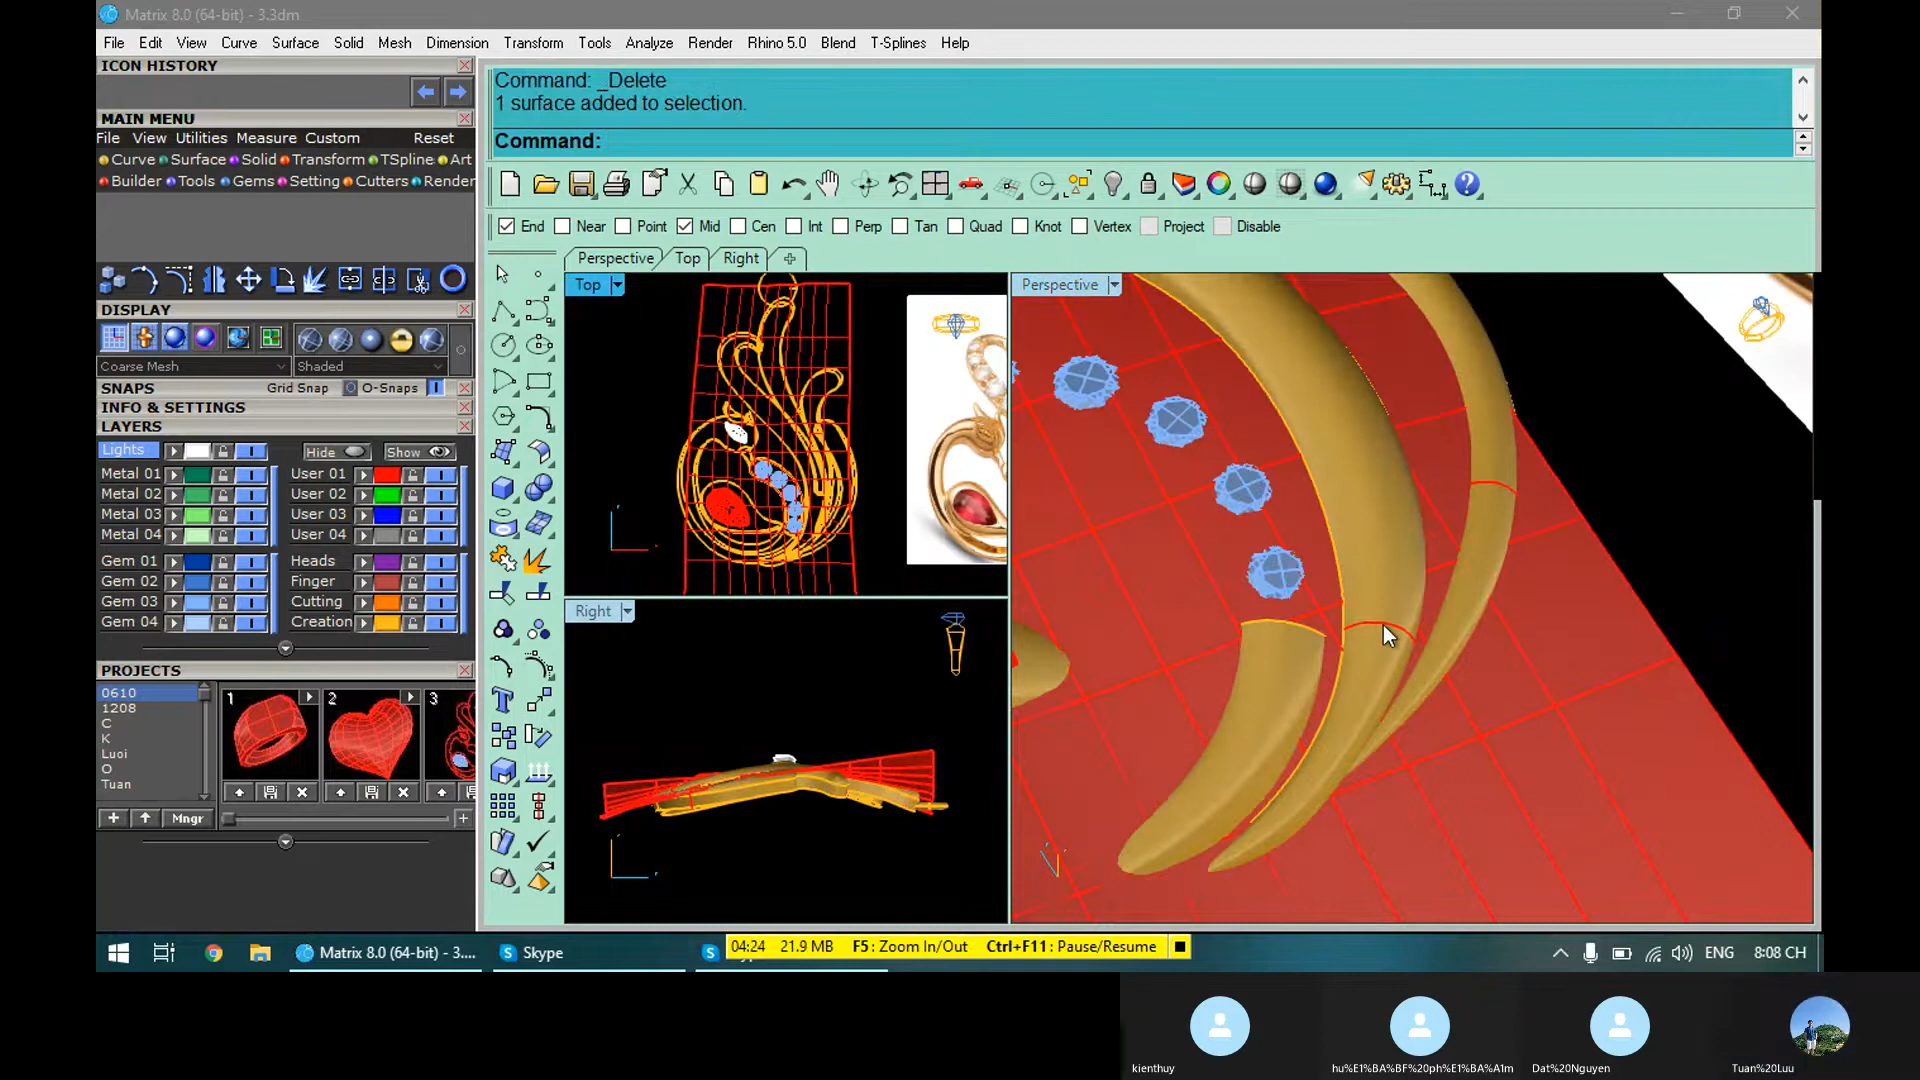 Matrix 8.0 (64-bit) - 3.3dm
File Edit View Curve Surface Solid Mesh Dimension Transform Tools Analyze Render Rhino 5.0 Blend T-Splines Help
ICON HISTORY
MAIN MENU
File View Utilities Measure Custom Reset
Curve Surface Solid Transform TSpline Art
Builder Tools Gems Setting Cutters Render
DISPLAY
Coarse Mesh Shaded
SNAPS Grid Snap O-Snaps
INFO & SETTINGS
LAYERS
Lights Hide Show
Metal 01 User 01
Metal 02 User 02
Metal 03 User 03
Metal 04 User 04
Gem 01 Heads
Gem 02 Finger
Gem 03 Cutting
Gem 04 Creation
PROJECTS
0610
1208
C
K
Luoi
O
Tuan
1 2 3
Mngr
Command: _Delete
1 surface added to selection.
Command:
End Near Point Mid Cen Int Perp Tan Quad Knot Vertex Project Disable
Perspective Top Right
Top
Perspective
Right
Matrix 8.0 (64-bit) - 3....
Skype
04:24 21.9 MB F5: Zoom In/Out Ctrl+F11: Pause/Resume
ENG 8:08 CH
kienthuy
hu%E1%BA%BF%20ph%E1%BA%A1m
Dat%20Nguyen
Tuan%20Luu